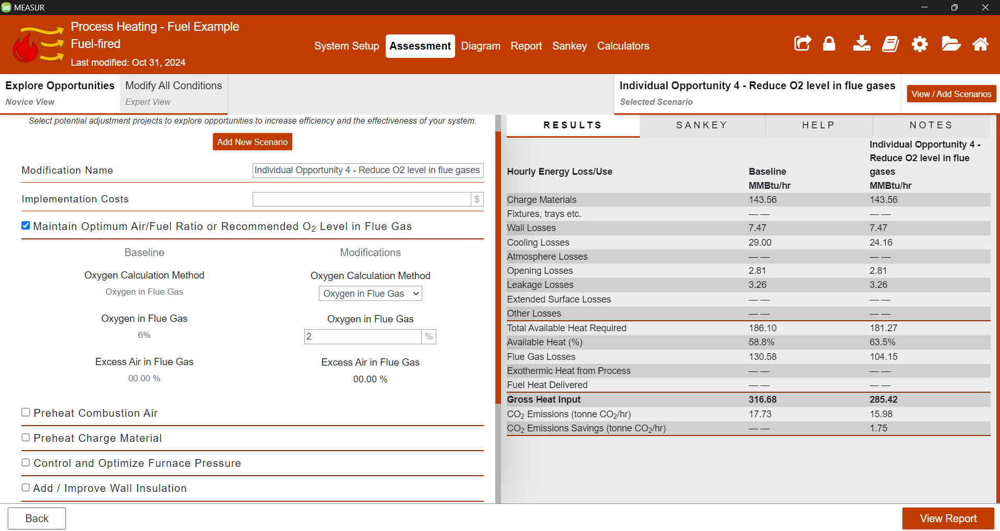 MEASUR
Process Heating - Fuel Example
Fuel-fired
Last modified: Oct 31, 2024
System Setup Assessment Diagram Report Sankey Calculators
Explore Opportunities
Novice View
Modify All Conditions
Expert View
Individual Opportunity 4 - Reduce O2 level in flue gases
Selected Scenario
View / Add Scenarios
Select potential adjustment projects to explore opportunities to increase efficiency and the effectiveness of your system.
Add New Scenario
Modification Name Individual Opportunity 4 - Reduce O2 level in flue gases
Implementation Costs $
Maintain Optimum Air/Fuel Ratio or Recommended O2 Level in Flue Gas
Baseline Modifications
Oxygen Calculation Method Oxygen Calculation Method
Oxygen in Flue Gas Oxygen in Flue Gas
Oxygen in Flue Gas Oxygen in Flue Gas
6% 2 %
Excess Air in Flue Gas Excess Air in Flue Gas
00.00 % 00.00 %
Preheat Combustion Air
Preheat Charge Material
Control and Optimize Furnace Pressure
Add / Improve Wall Insulation
RESULTS SANKEY HELP NOTES
Individual Opportunity 4 -
Reduce O2 level in flue
Hourly Energy Loss/Use Baseline gases
MMBtu/hr MMBtu/hr
Charge Materials 143.56 143.56
Fixtures, trays etc. — — — —
Wall Losses 7.47 7.47
Cooling Losses 29.00 24.16
Atmosphere Losses — — — —
Opening Losses 2.81 2.81
Leakage Losses 3.26 3.26
Extended Surface Losses — — — —
Other Losses — — — —
Total Available Heat Required 186.10 181.27
Available Heat (%) 58.8% 63.5%
Flue Gas Losses 130.58 104.15
Exothermic Heat from Process — — — —
Fuel Heat Delivered — — — —
Gross Heat Input 316.68 285.42
CO2 Emissions (tonne CO2/hr) 17.73 15.98
CO2 Emissions Savings (tonne CO2/hr) — — 1.75
Back
View Report